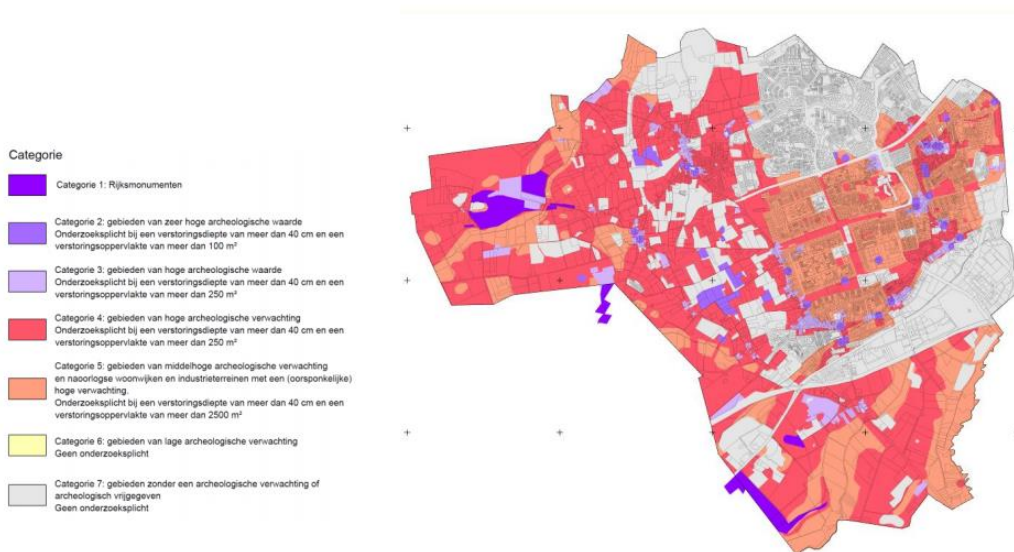 Categorie
Categorie 1: Rijksmonumenten
Categorie 2: gebieden van zeer hoge archeologische waarde
Onderzoeksplicht bij een verstoringsdiepte van meer dan 40 cm en een
verstoringsoppervlakte van meer dan 100 m²
Categorie 3: gebieden van hoge archeologische waarde
Onderzoeksplicht bij een verstoringsdiepte van meer dan 40 cm en een
verstoringsoppervlakte van meer dan 250 m²
Categorie 4: gebieden van hoge archeologische verwachting
Onderzoeksplicht bij een verstoringsdiepte van meer dan 40 cm en een
verstoringsoppervlakte van meer dan 250 m²
Categorie 5: gebieden van middelhoge archeologische verwachting
en naoorlogse woonwijken en industrieterreinen met een (oorsponkelijke)
hoge verwachting.
Onderzoeksplicht bij een verstoringsdiepte van meer dan 40 cm en een
verstoringsoppervlakte van meer dan 2500 m²
Categorie 6: gebieden van lage archeologische verwachting
Geen onderzoeksplicht
Categorie 7: gebieden zonder een archeologische verwachting of
archeologisch vrijgegeven
Geen onderzoeksplicht